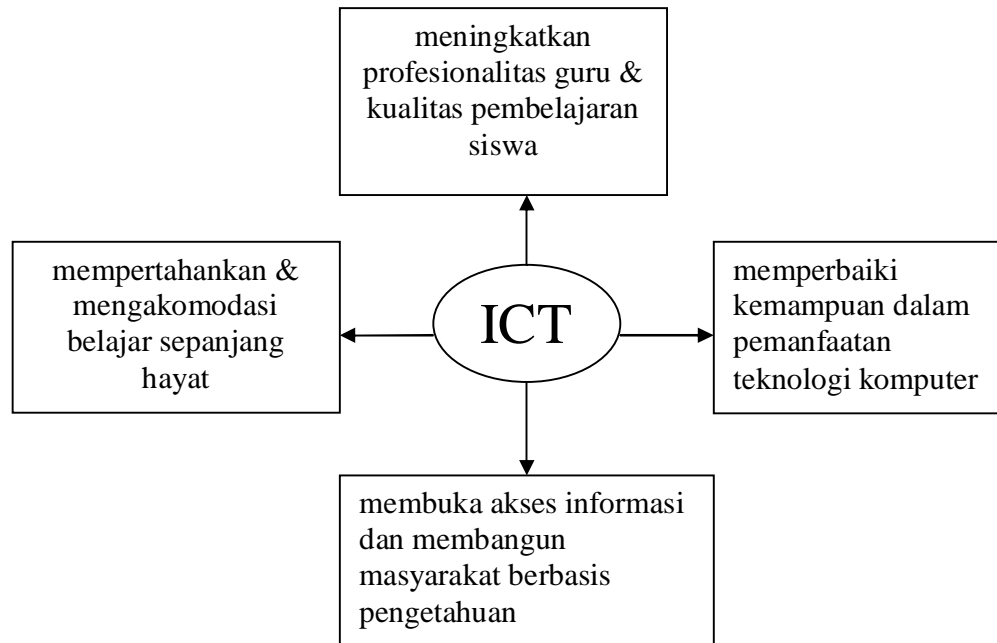 meningkatkan
profesionalitas guru &
kualitas pembelajaran
siswa
mempertahankan &
mengakomodasi
belajar sepanjang
hayat
ICT
memperbaiki
kemampuan dalam
pemanfaatan
teknologi komputer
membuka akses informasi
dan membangun
masyarakat berbasis
pengetahuan